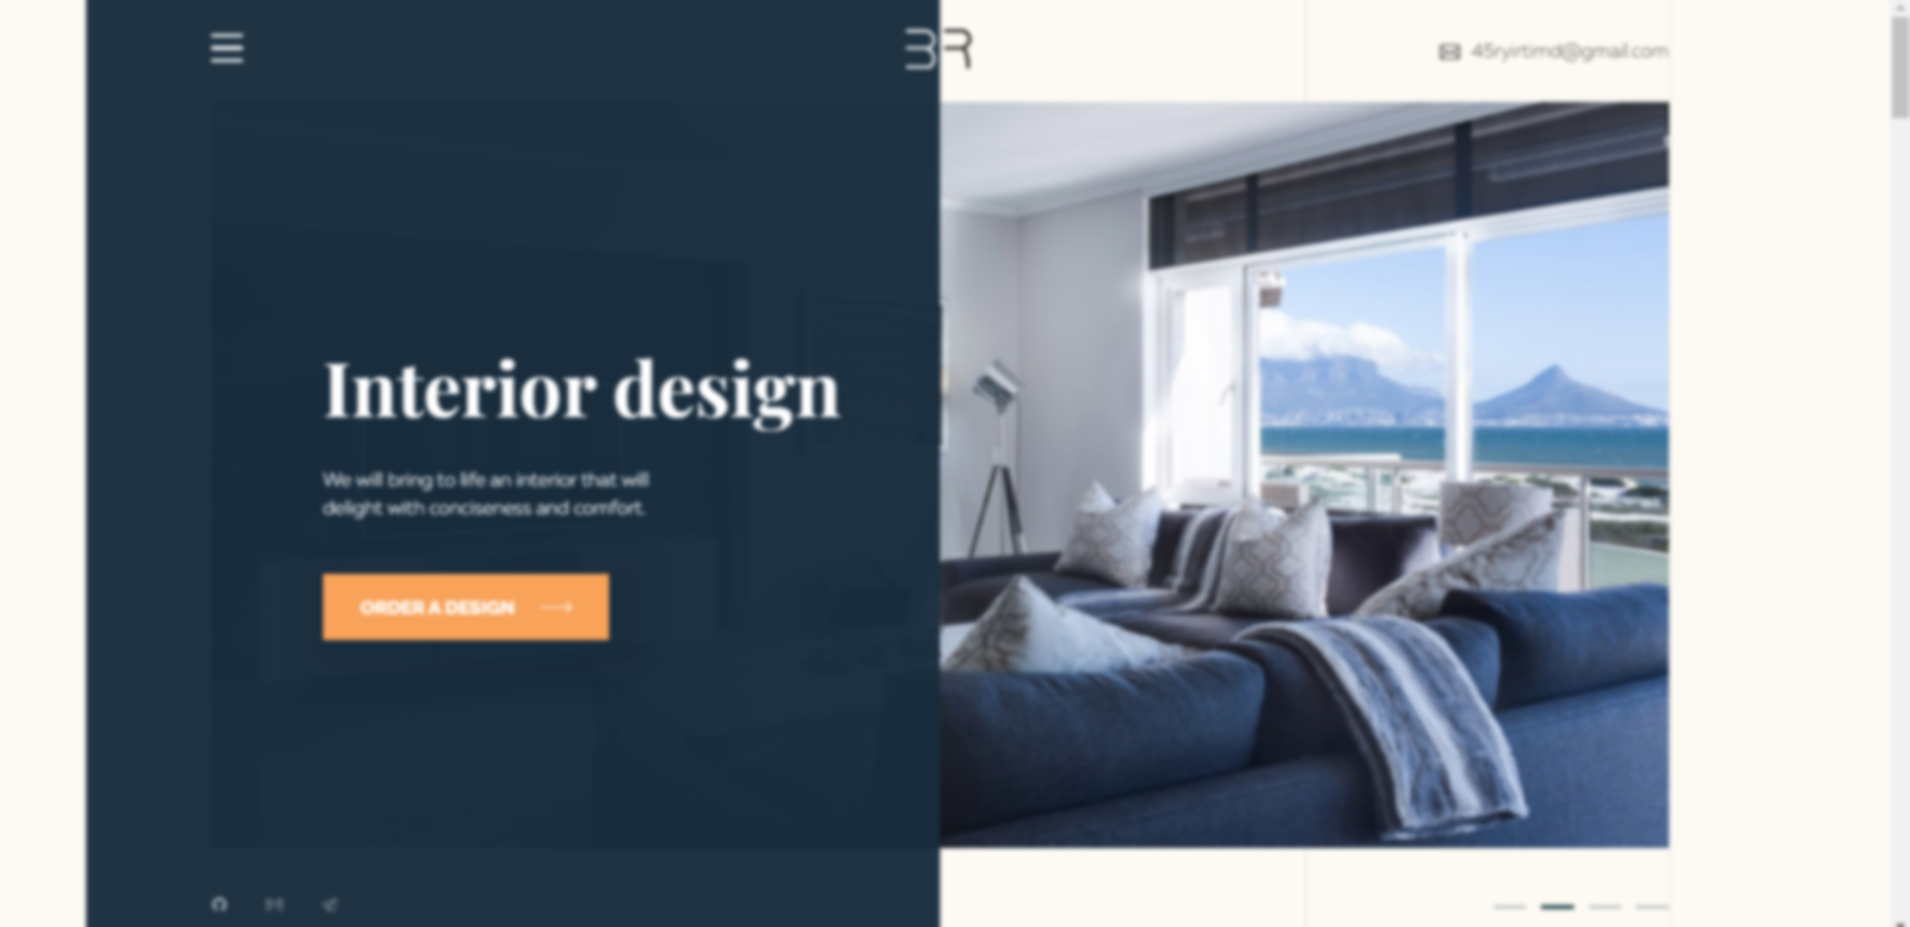 BR
45ryirtimd@gmail.com
Interior design
We will bring to life an interior that will
delight with conciseness and comfort.
ORDER A DESIGN